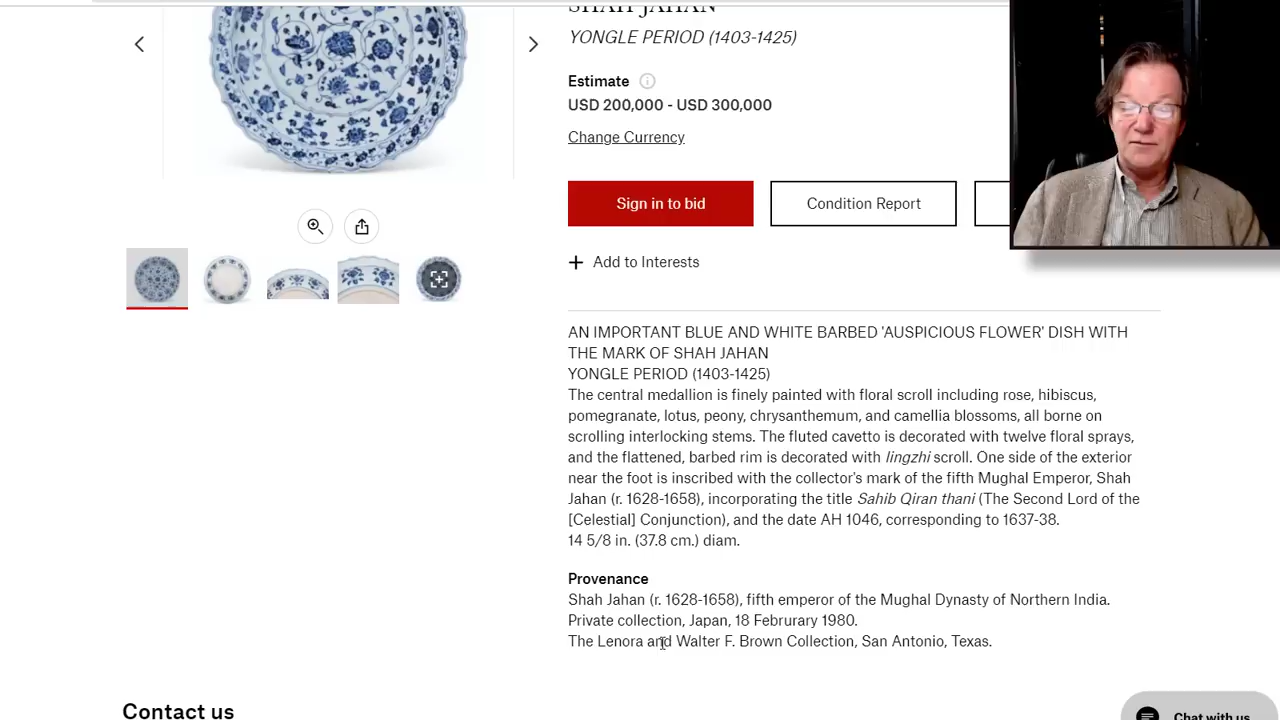 SHAH JAHAN
YONGLE PERIOD (1403-1425)
Estimate
USD 200,000 - USD 300,000
Change Currency
Sign in to bid
Condition Report
+ Add to Interests
AN IMPORTANT BLUE AND WHITE BARBED 'AUSPICIOUS FLOWER' DISH WITH
THE MARK OF SHAH JAHAN
YONGLE PERIOD (1403-1425)
The central medallion is finely painted with floral scroll including rose, hibiscus,
pomegranate, lotus, peony, chrysanthemum, and camellia blossoms, all borne on
scrolling interlocking stems. The fluted cavetto is decorated with twelve floral sprays,
and the flattened, barbed rim is decorated with lingzhi scroll. One side of the exterior
near the foot is inscribed with the collector's mark of the fifth Mughal Emperor, Shah
Jahan (r. 1628-1658), incorporating the title Sahib Qiran thani (The Second Lord of the
[Celestial] Conjunction), and the date AH 1046, corresponding to 1637-38.
14 5/8 in. (37.8 cm.) diam.
Provenance
Shah Jahan (r. 1628-1658), fifth emperor of the Mughal Dynasty of Northern India.
Private collection, Japan, 18 Februrary 1980.
The Lenora and Walter F. Brown Collection, San Antonio, Texas.
Contact us
Chat with us